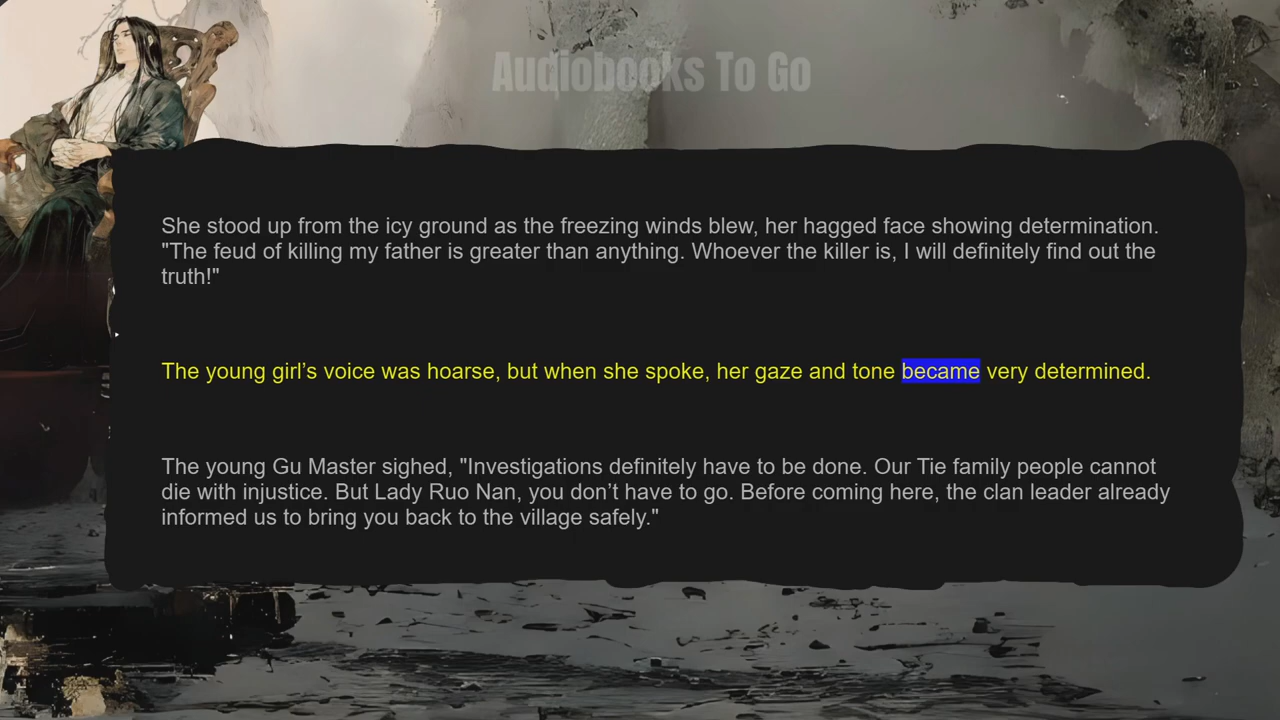 Audiobooks To Go
She stood up from the icy ground as the freezing winds blew, her hagged face showing determination.
"The feud of killing my father is greater than anything. Whoever the killer is, I will definitely find out the
truth!"
The young girl’s voice was hoarse, but when she spoke, her gaze and tone became very determined.
The young Gu Master sighed, "Investigations definitely have to be done. Our Tie family people cannot
die with injustice. But Lady Ruo Nan, you don’t have to go. Before coming here, the clan leader already
informed us to bring you back to the village safely."